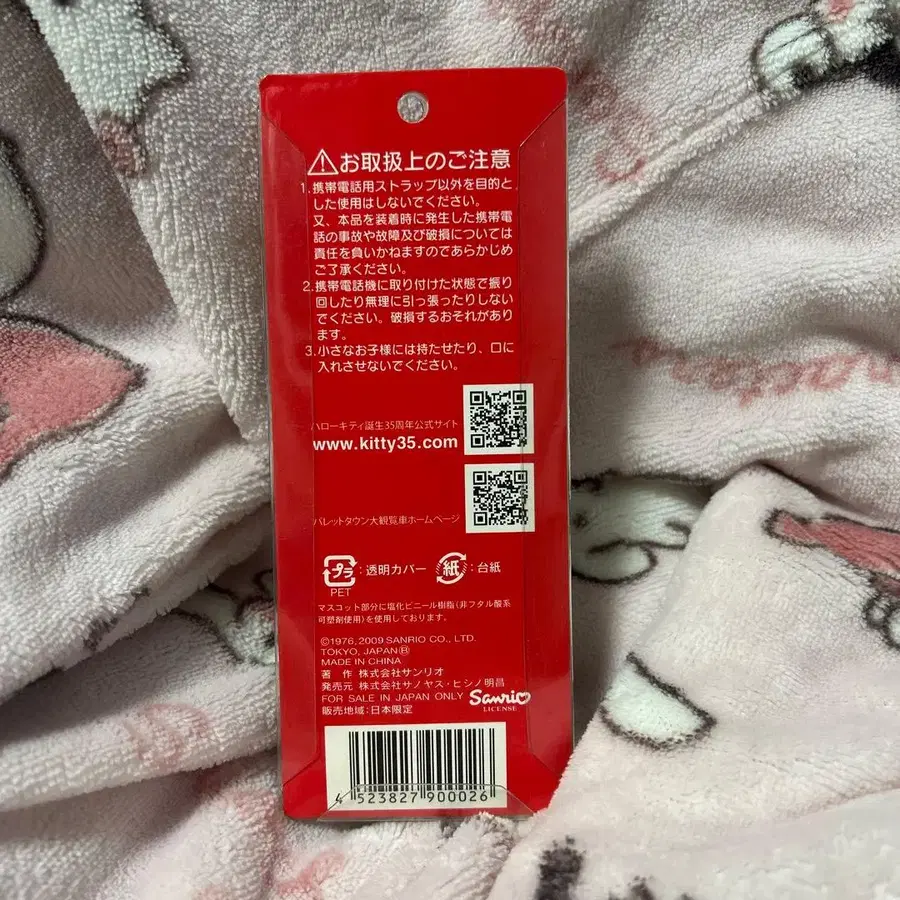 ⚠お取扱上のご注意
1.携帯電話用ストラップ以外を目的と
した使用はしないでください。
又、本品を装着時に発生した携帯電
話の事故や故障及び破損については
責任を負いかねますのであらかじめ
ご了承ください。
2.携帯電話機に取り付けた状態で振り
回したり無理に引っ張ったりしない
でください。破損するおそれがあり
ます。
3.小さなお子様には持たせたり、口に
入れさせないでください。
ハローキティ誕生35周年公式サイト
www.kitty35.com
パレットタウン大観覧車ホームページ
プラ:透明カバー 紙:台紙
PET
マスコット部分に塩化ビニール樹脂(非フタル酸系
可塑剤使用)を使用しております。
©1976, 2009 SANRIO CO., LTD.
TOKYO, JAPAN Ⓑ
MADE IN CHINA
著 作 株式会社サンリオ
発売元 株式会社サノヤス・ヒシノ明昌
FOR SALE IN JAPAN ONLY
販売地域:日本限定
Sanrio
LICENSE
4 523827 900026